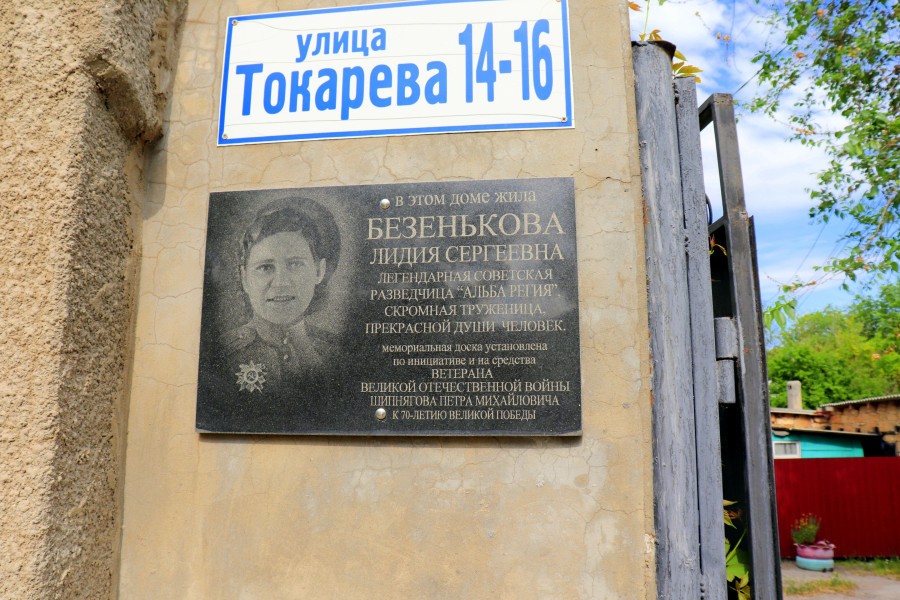 улица
Токарева 14-16
В ЭТОМ ДОМЕ ЖИЛА
БЕЗЕНЬКОВА
ЛИДИЯ СЕРГЕЕВНА
ЛЕГЕНДАРНАЯ СОВЕТСКАЯ
РАЗВЕДЧИЦА "АЛЬБА РЕГИЯ",
СКРОМНАЯ ТРУЖЕНИЦА,
ПРЕКРАСНОЙ ДУШИ ЧЕЛОВЕК.
мемориальная доска установлена
по инициативе и на средства
ВЕТЕРАНА
ВЕЛИКОЙ ОТЕЧЕСТВЕННОЙ ВОЙНЫ
ШИПНЯГОВА ПЕТРА МИХАЙЛОВИЧА
К 70-ЛЕТИЮ ВЕЛИКОЙ ПОБЕДЫ